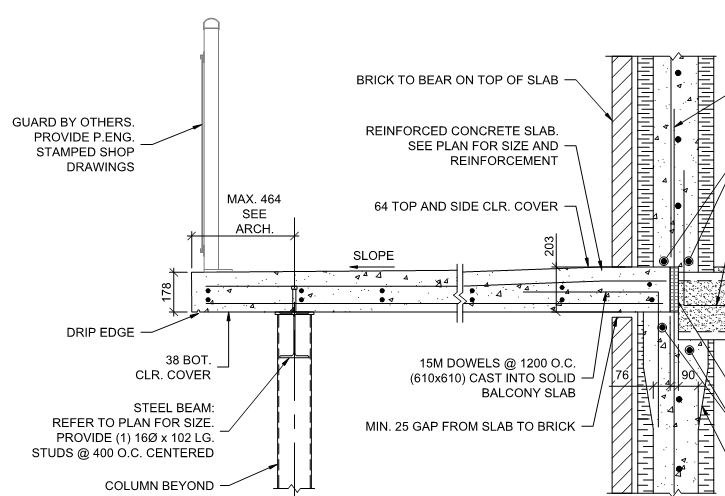 BRICK TO BEAR ON TOP OF SLAB
GUARD BY OTHERS.
PROVIDE P.ENG.
STAMPED SHOP
DRAWINGS
REINFORCED CONCRETE SLAB.
SEE PLAN FOR SIZE AND
REINFORCEMENT
MAX. 464
SEE
ARCH.
64 TOP AND SIDE CLR. COVER
SLOPE
203
178
DRIP EDGE
38 BOT.
CLR. COVER
15M DOWELS @ 1200 O.C.
(610x610) CAST INTO SOLID
BALCONY SLAB
76
90
STEEL BEAM:
REFER TO PLAN FOR SIZE.
PROVIDE (1) 16Ø x 102 LG.
STUDS @ 400 O.C. CENTERED
MIN. 25 GAP FROM SLAB TO BRICK
COLUMN BEYOND